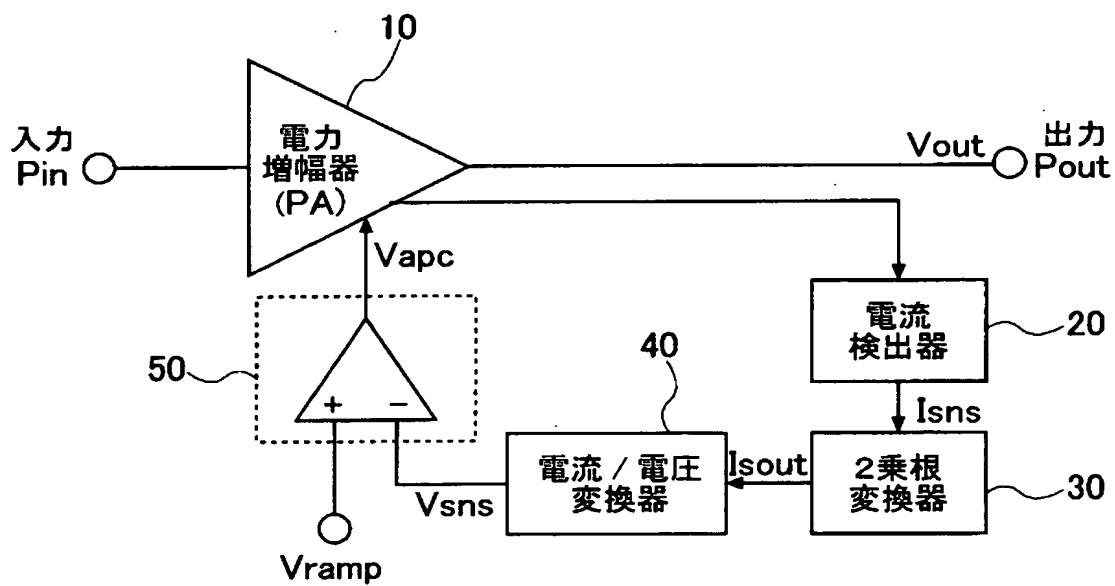 10
入力
Pin
電力
増幅器
(PA)
Vout
出力
Pout
Vapc
電流
検出器
20
50
+
−
40
Isns
電流/電圧
変換器
Isout
2乗根
変換器
30
Vsns
Vramp